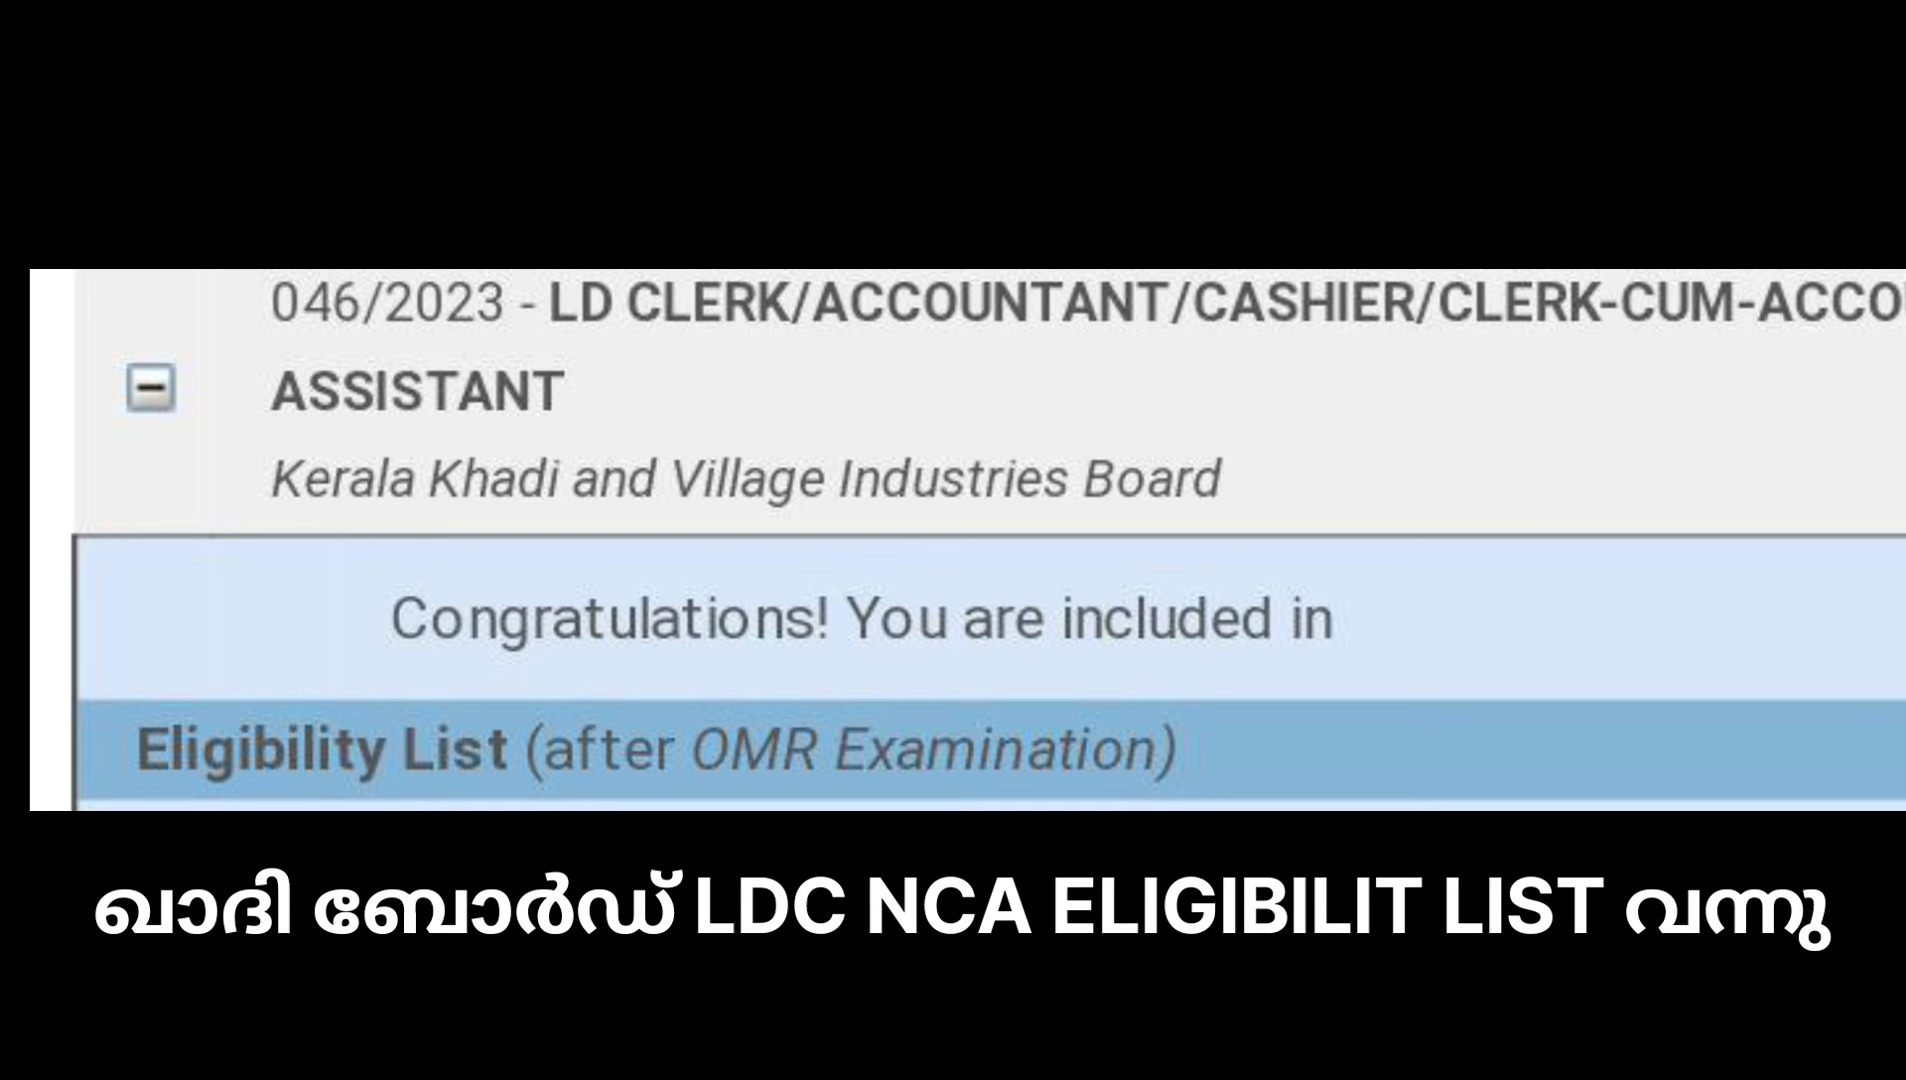 046/2023 - LD CLERK/ACCOUNTANT/CASHIER/CLERK-CUM-ACCO
ASSISTANT
Kerala Khadi and Village Industries Board
Congratulations! You are included in
Eligibility List (after OMR Examination)
ഖാദി ബോർഡ് LDC NCA ELIGIBILIT LIST വന്നു